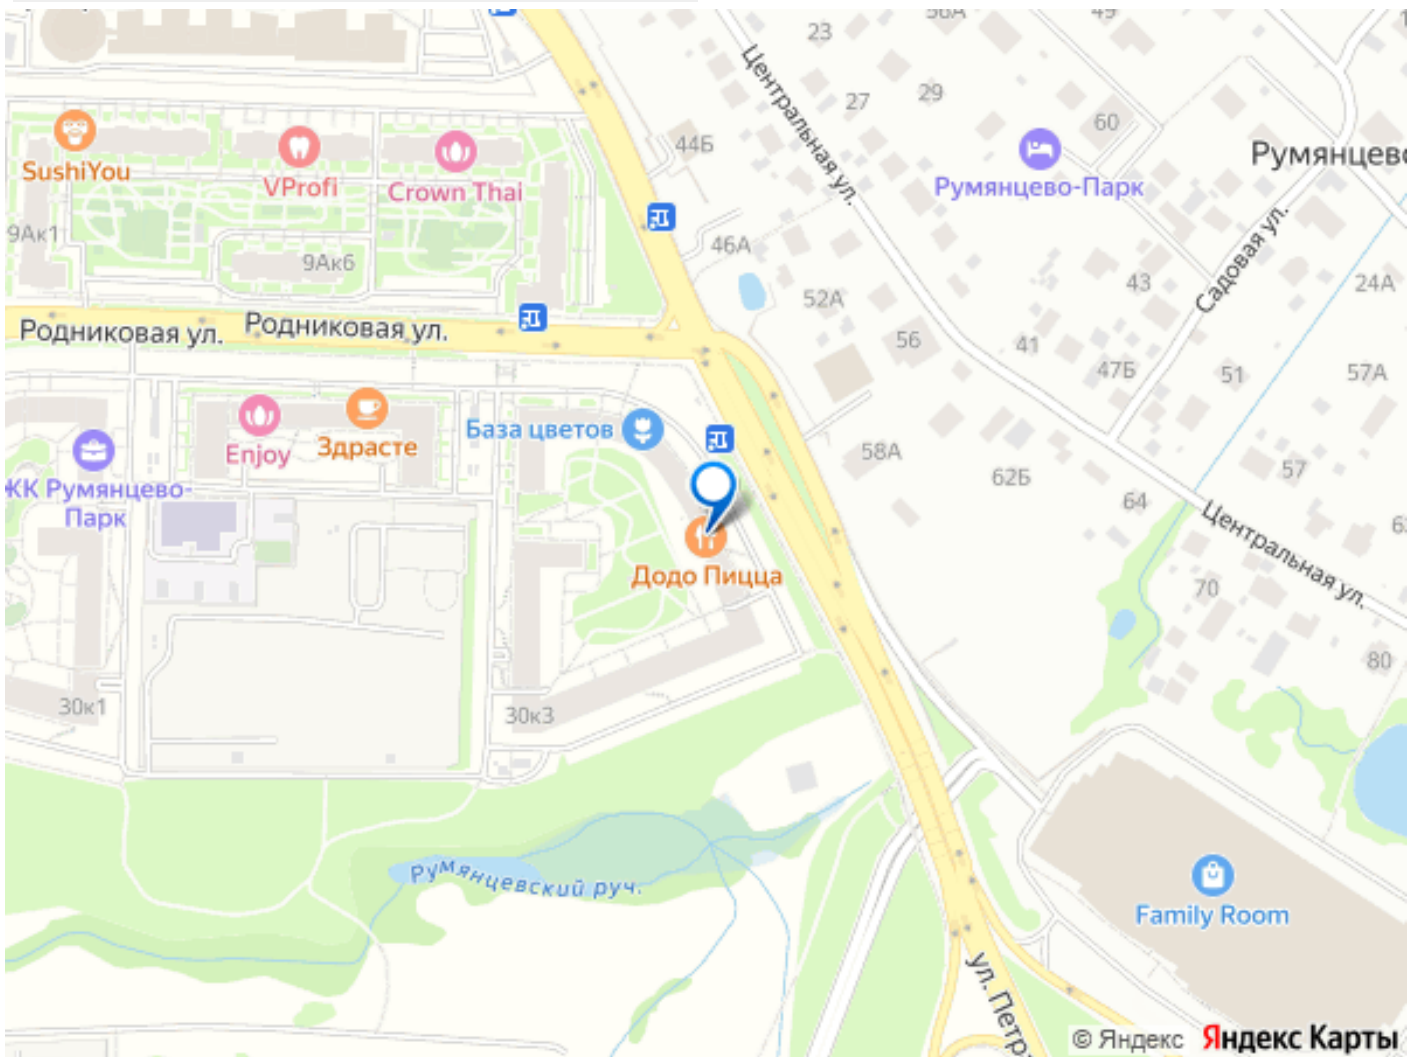 23
49
27
29
60
44Б
Центральная ул.
Румянцево-Парк
Румянцево
SushiYou
VProfi
Crown Thai
9Ак1
9Ак6
46А
52А
56
43
41
47Б
Садовая ул.
24А
51
57А
Родниковая ул.
Родниковая ул.
База цветов
Enjoy
Здрасте
ЖК Румянцево-
Парк
58А
62Б
64
57
Центральная ул.
Додо Пицца
70
80
30к1
30к3
Румянцевский руч.
Family Room
ул. Петр
© Яндекс Яндекс Карты